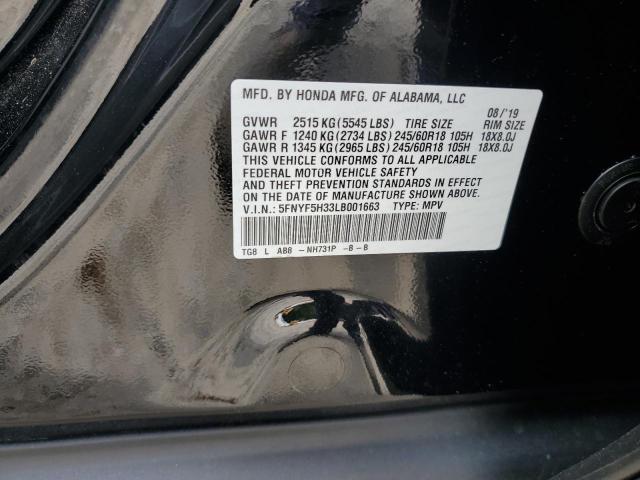 MFD. BY HONDA MFG. OF ALABAMA, LLC
08/'19
GVWR 2515 KG (5545 LBS) TIRE SIZE RIM SIZE
GAWR F 1240 KG (2734 LBS) 245/60R18 105H 18X8.0J
GAWR R 1345 KG (2965 LBS) 245/60R18 105H 18X8.0J
THIS VEHICLE CONFORMS TO ALL APPLICABLE
FEDERAL MOTOR VEHICLE SAFETY
AND THEFT PREVENTION STANDARDS IN EFFECT
ON THE DATE OF MANUFACTURE SHOWN ABOVE.
V.I.N.: 5FNYF5H33LB001663 TYPE: MPV
TG8 L AB8 -NH731P -B-B